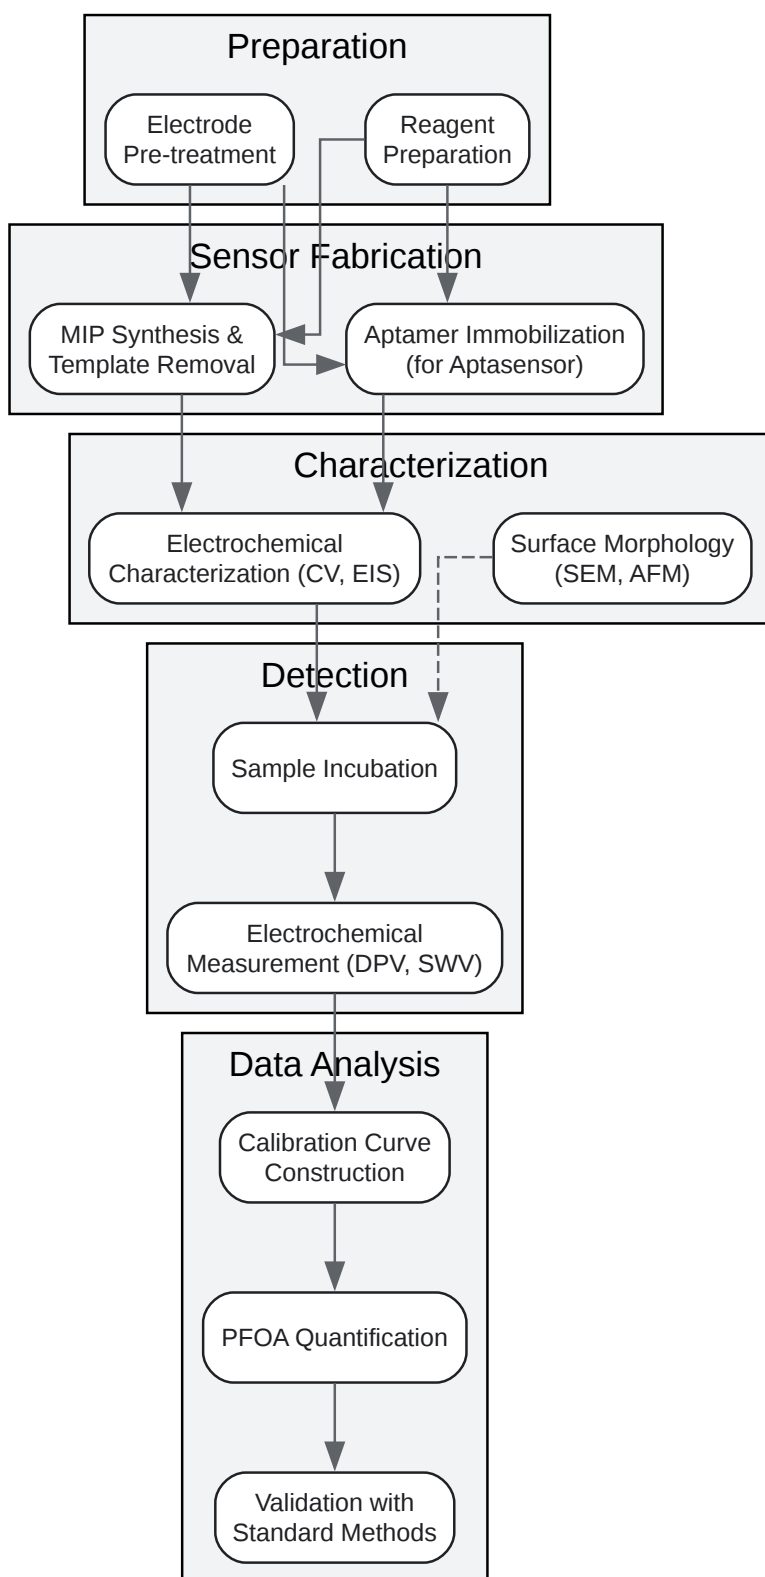 Preparation
Electrode
Pre-treatment
Reagent
Preparation
Sensor Fabrication
MIP Synthesis &
Template Removal
Aptamer Immobilization
(for Aptasensor)
Characterization
Electrochemical
Characterization (CV, EIS)
Surface Morphology
(SEM, AFM)
Detection
Sample Incubation
Electrochemical
Measurement (DPV, SWV)
Data Analysis
Calibration Curve
Construction
PFOA Quantification
Validation with
Standard Methods